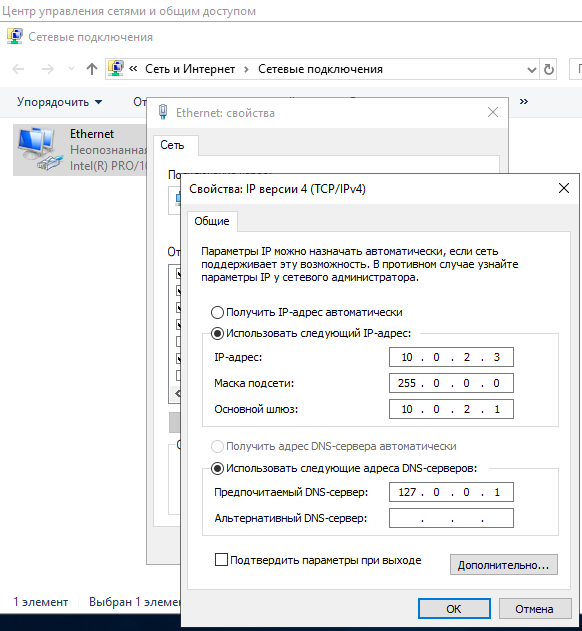 Центр управления сетями и общим доступом
Сетевые подключения
« Сеть и Интернет › Сетевые подключения
Упорядочить
»
Ethernet
Intel(R) PRO/10
Ethernet: свойства
Сеть
Свойства: IP версии 4 (TCP/IPv4)
Общие
Параметры IP можно назначать автоматически, если сеть
поддерживает эту возможность. В противном случае узнайте
параметры IP у сетевого администратора.
Получить IP-адрес автоматически
Использовать следующий IP-адрес:
IP-адрес: 10 . 0 . 2 . 3
Маска подсети: 255 . 0 . 0 . 0
Основной шлюз: 10 . 0 . 2 . 1
Получить адрес DNS-сервера автоматически
Использовать следующие адреса DNS-серверов:
Предпочитаемый DNS-сервер: 127 . 0 . 0 . 1
Альтернативный DNS-сервер: . . .
Подтвердить параметры при выходе
Дополнительно...
1 элемент Выбран 1 элемен
ОК Отмена